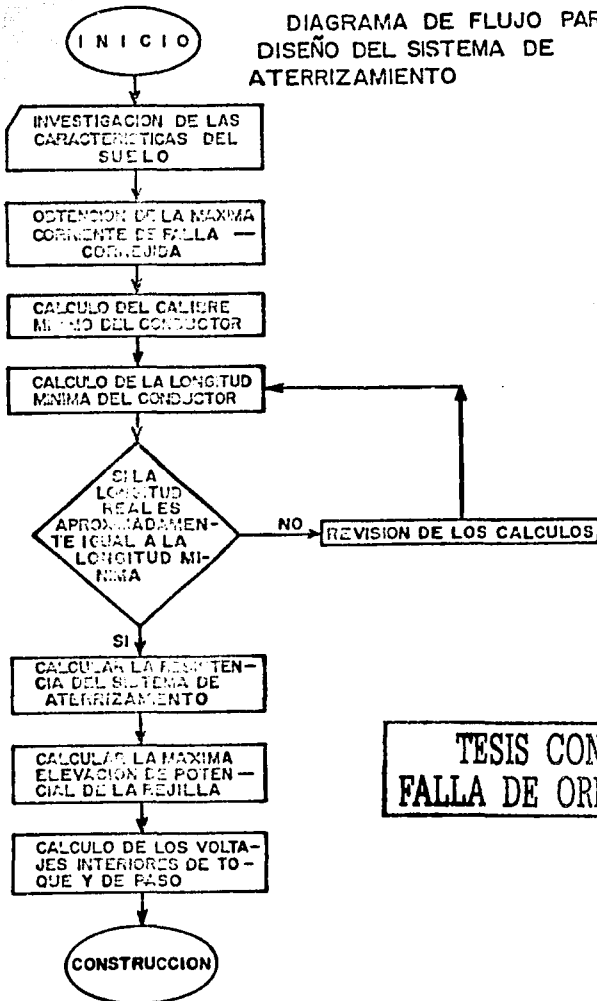 DIAGRAMA DE FLUJO PAR
DISEÑO DEL SISTEMA DE
ATERRIZAMIENTO
INICIO
INVESTIGACION DE LAS
CARACTERISTICAS DEL
SUELO
OBTENCION DE LA MAXIMA
CORRIENTE DE FALLA —
CORREJIDA
CALCULO DEL CALIBRE
MINIMO DEL CONDUCTOR
CALCULO DE LA LONGITUD
MINIMA DEL CONDUCTOR
SI LA
LONGITUD
REAL ES
APROXIMADAMEN-
TE IGUAL A LA
LONGITUD MI-
NIMA
NO
REVISION DE LOS CALCULOS
SI
CALCULAR LA RESISTEN-
CIA DEL SISTEMA DE
ATERRIZAMIENTO
CALCULAR LA MAXIMA
ELEVACION DE POTEN—
CIAL DE LA REJILLA
CALCULO DE LOS VOLTA-
JES INTERIORES DE TO-
QUE Y DE PASO
CONSTRUCCION
TESIS CON
FALLA DE ORI